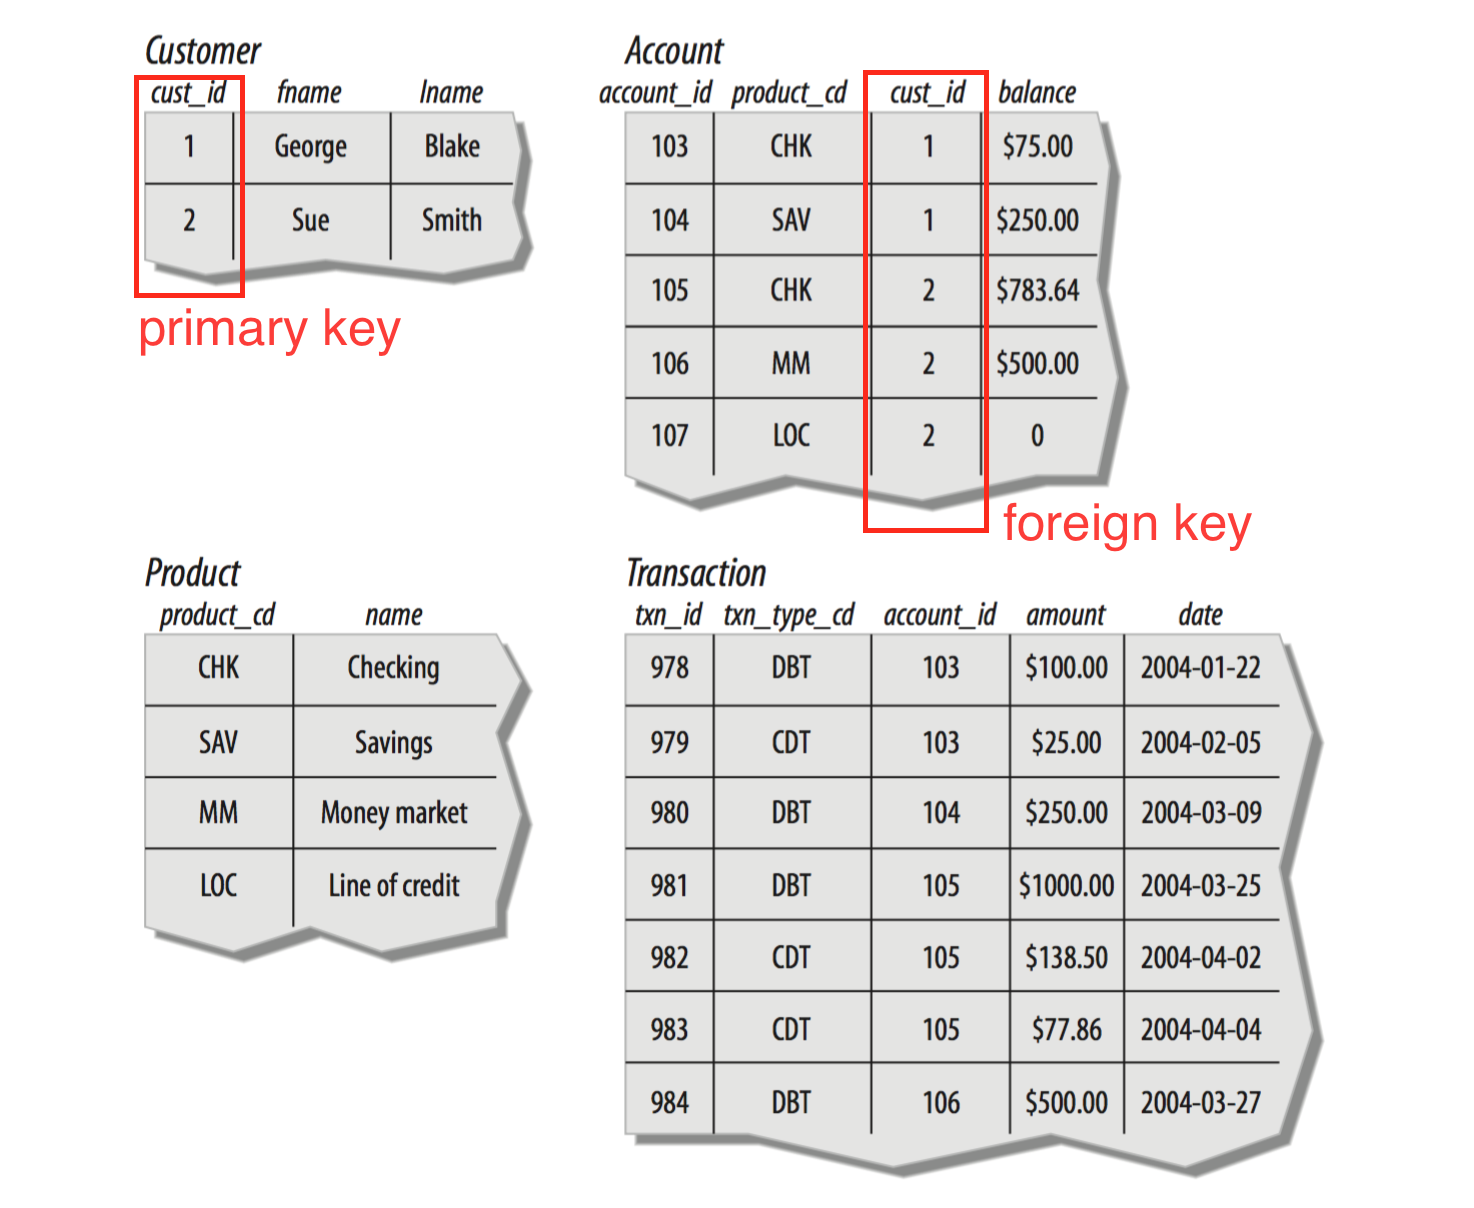 Customer
cust_id fname lname
1 George Blake
2 Sue Smith
primary key
Account
account_id product_cd cust_id balance
103 CHK 1 $75.00
104 SAV 1 $250.00
105 CHK 2 $783.64
106 MM 2 $500.00
107 LOC 2 0
foreign key
Product
product_cd name
CHK Checking
SAV Savings
MM Money market
LOC Line of credit
Transaction
txn_id txn_type_cd account_id amount date
978 DBT 103 $100.00 2004-01-22
979 CDT 103 $25.00 2004-02-05
980 DBT 104 $250.00 2004-03-09
981 DBT 105 $1000.00 2004-03-25
982 CDT 105 $138.50 2004-04-02
983 CDT 105 $77.86 2004-04-04
984 DBT 106 $500.00 2004-03-27